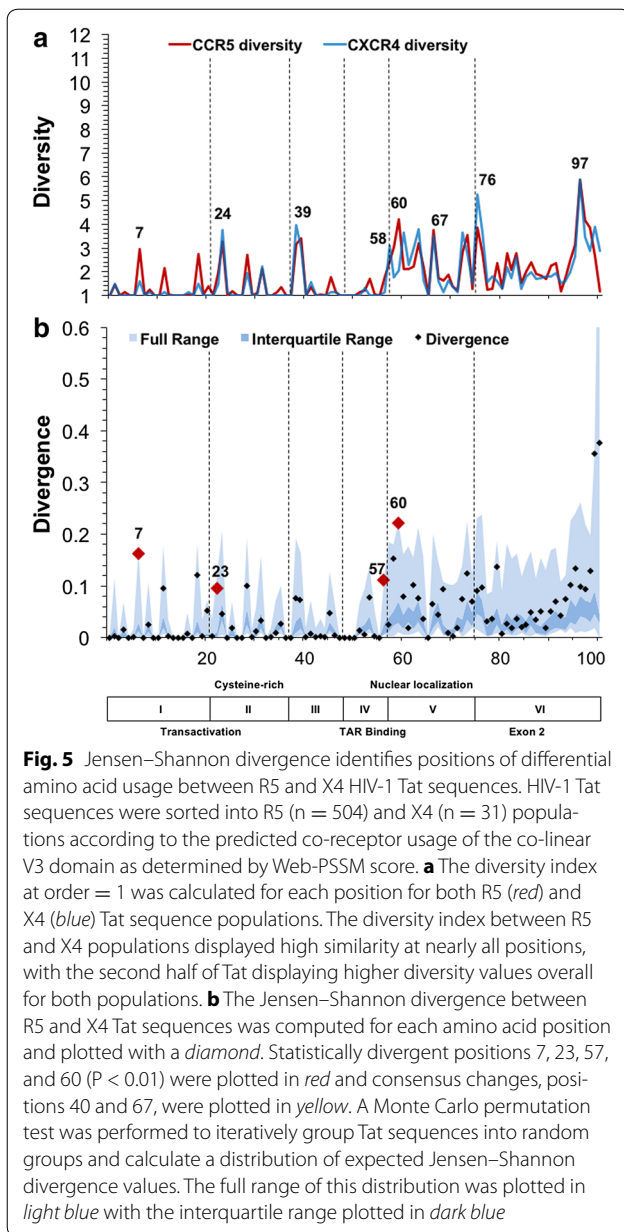 a
CCR5 diversity CXCR4 diversity
12
11
10
9
8
7
6
5
4
3
2
1
Diversity
7
24
39
58
60
67
76
97
b
Full Range Interquartile Range Divergence
0.6
0.5
0.4
0.3
0.2
0.1
0
Divergence
7
23
57
60
20 40 60 80 100
Cysteine-rich Nuclear localization
I II III IV V VI
Transactivation TAR Binding Exon 2
Fig. 5 Jensen–Shannon divergence identifies positions of differential
amino acid usage between R5 and X4 HIV-1 Tat sequences. HIV-1 Tat
sequences were sorted into R5 (n = 504) and X4 (n = 31) popula-
tions according to the predicted co-receptor usage of the co-linear
V3 domain as determined by Web-PSSM score. a The diversity index
at order = 1 was calculated for each position for both R5 (red) and
X4 (blue) Tat sequence populations. The diversity index between R5
and X4 populations displayed high similarity at nearly all positions,
with the second half of Tat displaying higher diversity values overall
for both populations. b The Jensen–Shannon divergence between
R5 and X4 Tat sequences was computed for each amino acid position
and plotted with a diamond. Statistically divergent positions 7, 23, 57,
and 60 (P < 0.01) were plotted in red and consensus changes, posi-
tions 40 and 67, were plotted in yellow. A Monte Carlo permutation
test was performed to iteratively group Tat sequences into random
groups and calculate a distribution of expected Jensen–Shannon
divergence values. The full range of this distribution was plotted in
light blue with the interquartile range plotted in dark blue